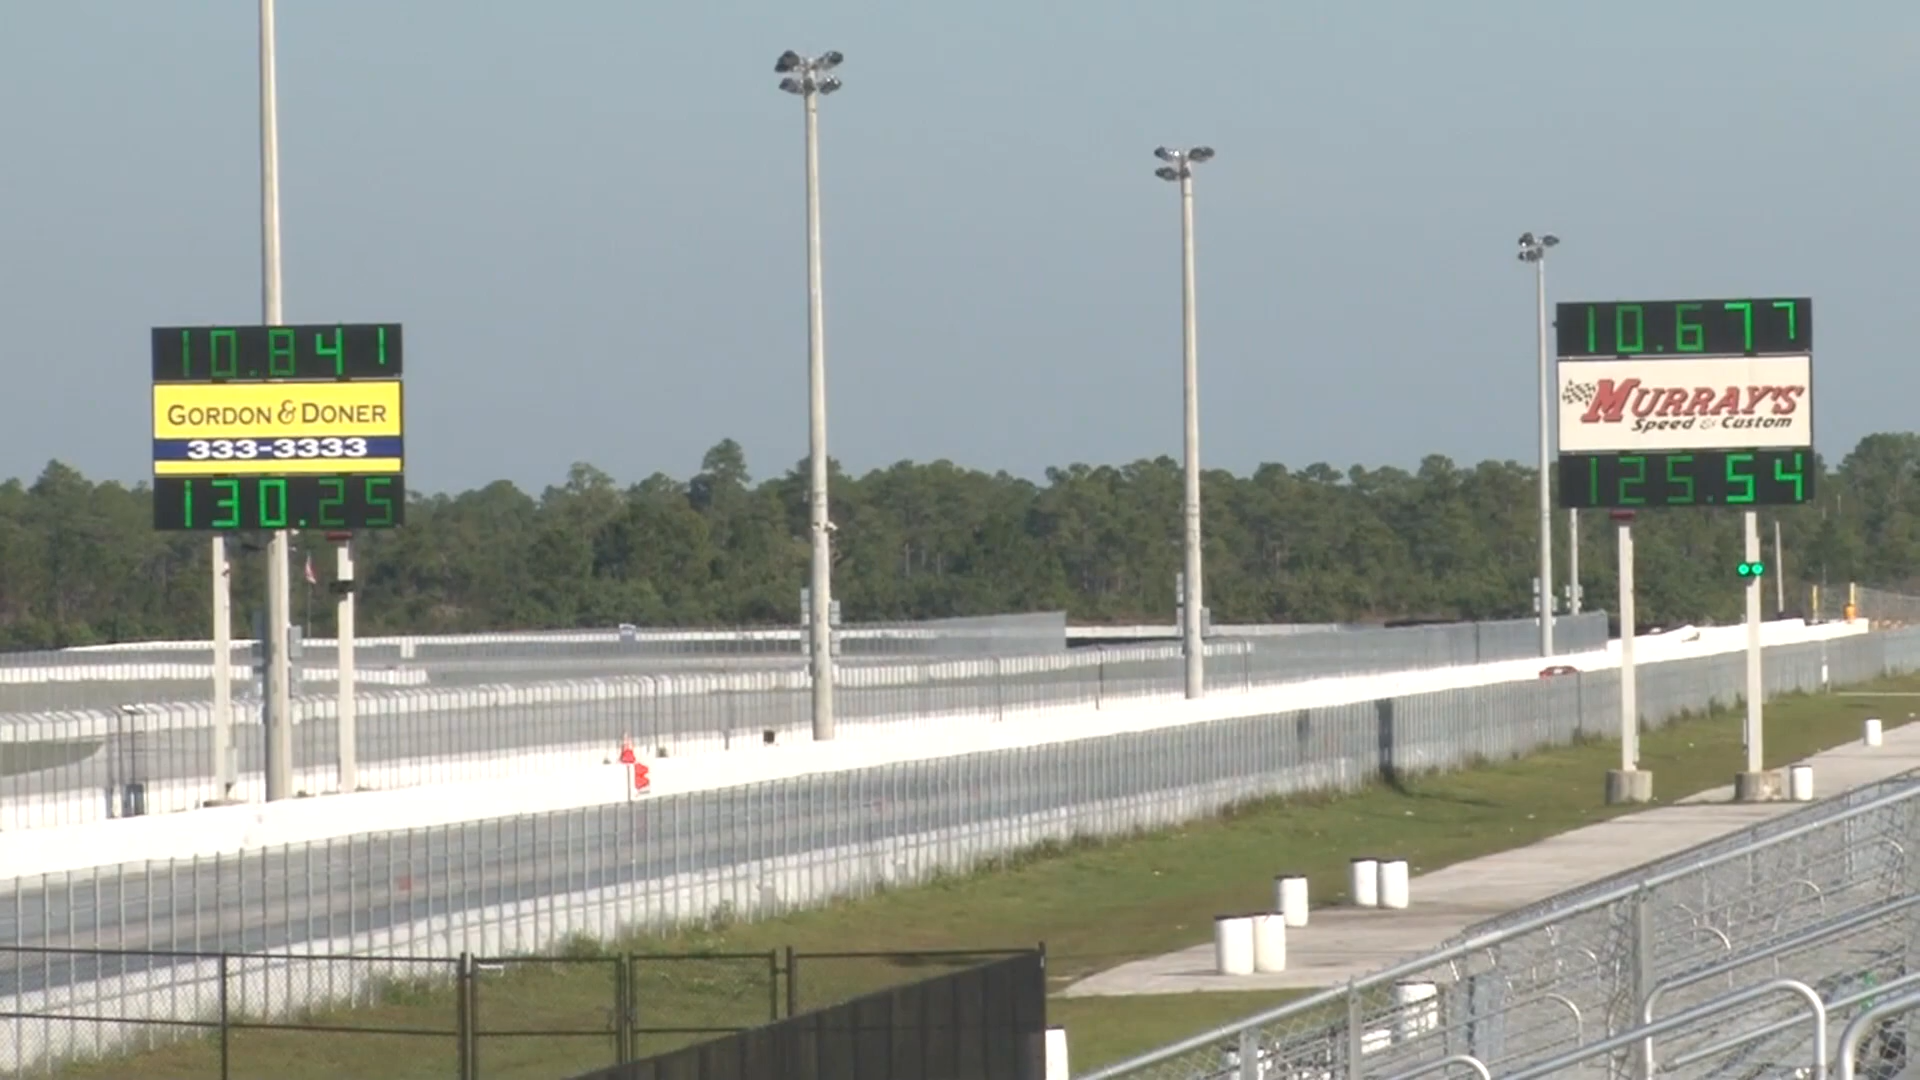 10.841
GORDON & DONER
333-3333
130.25
10.677
MURRAY'S
Speed & Custom
125.54